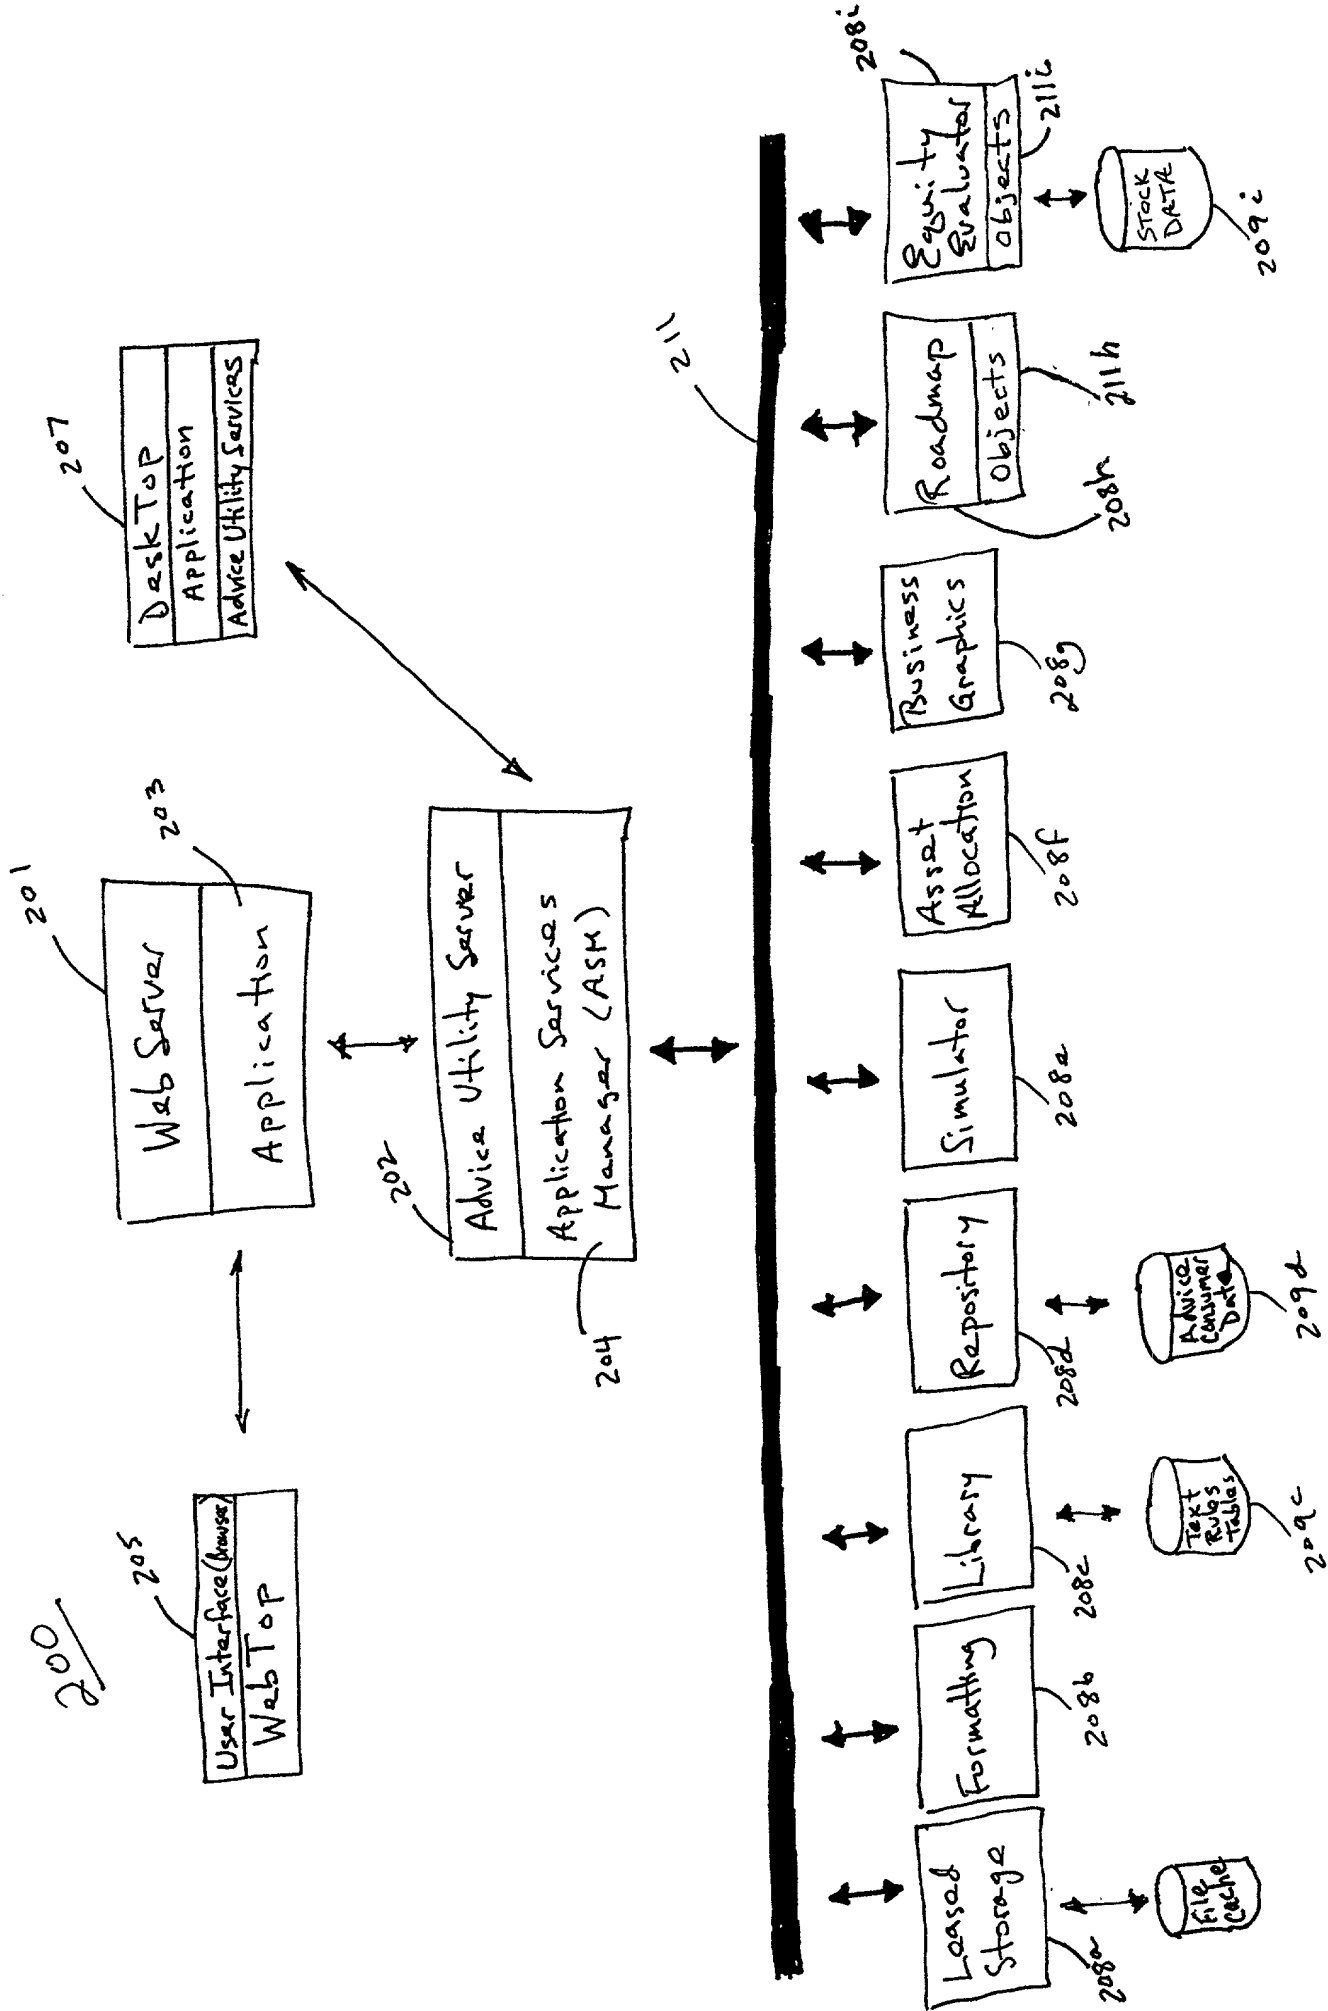 200
205
User Interface (Browser)
WebTop
201
Web Server
Application
203
207
DeskTop
Application
Advice Utility Services
202
Advice Utility Server
Application Services
Manager (ASM)
204
211
Leased
Storage
208a
File
Cache
Formatting
208b
Library
208c
Text
Rules
Tables
209c
Repository
208d
Advice
Consumer
Data
209d
Simulator
208e
Asset
Allocation
208f
Business
Graphics
208g
Roadmap
Objects
208h
211h
Equity
Evaluator
Objects
208i
211i
STOCK
DATA
209i